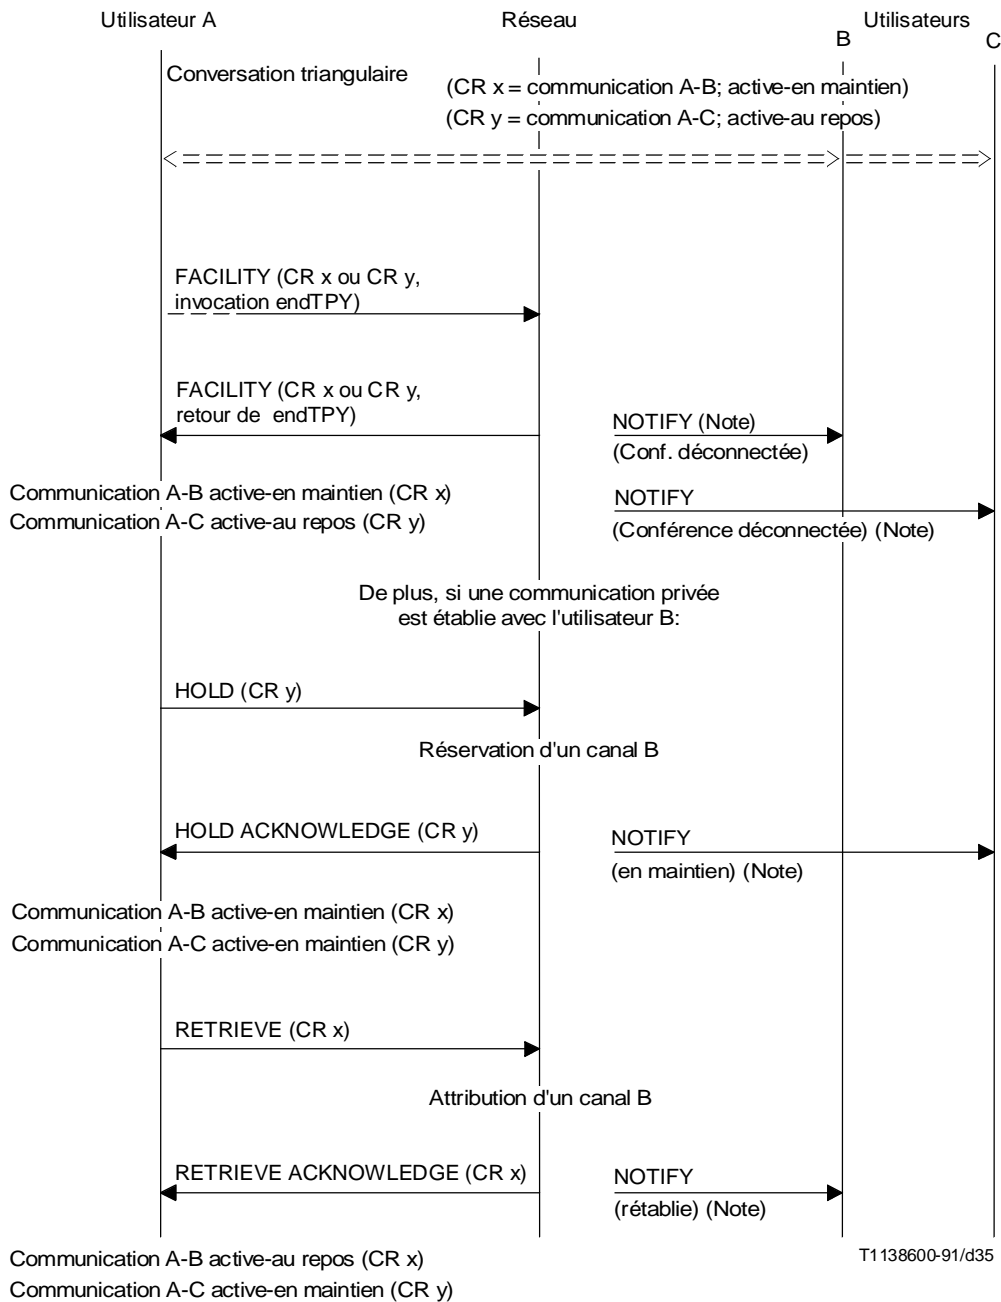 Utilisateur A
Réseau
Utilisateurs
B
C
Conversation triangulaire
(CR x = communication A-B; active-en maintien)
(CR y = communication A-C; active-au repos)
FACILITY (CR x ou CR y,
invocation endTPY)
FACILITY (CR x ou CR y,
retour de endTPY)
NOTIFY (Note)
(Conf. déconnectée)
Communication A-B active-en maintien (CR x)
Communication A-C active-au repos (CR y)
NOTIFY
(Conférence déconnectée) (Note)
De plus, si une communication privée
est établie avec l'utilisateur B:
HOLD (CR y)
Réservation d'un canal B
HOLD ACKNOWLEDGE (CR y)
NOTIFY
(en maintien) (Note)
Communication A-B active-en maintien (CR x)
Communication A-C active-en maintien (CR y)
RETRIEVE (CR x)
Attribution d'un canal B
RETRIEVE ACKNOWLEDGE (CR x)
NOTIFY
(rétablie) (Note)
Communication A-B active-au repos (CR x)
Communication A-C active-en maintien (CR y)
T1138600-91/d35